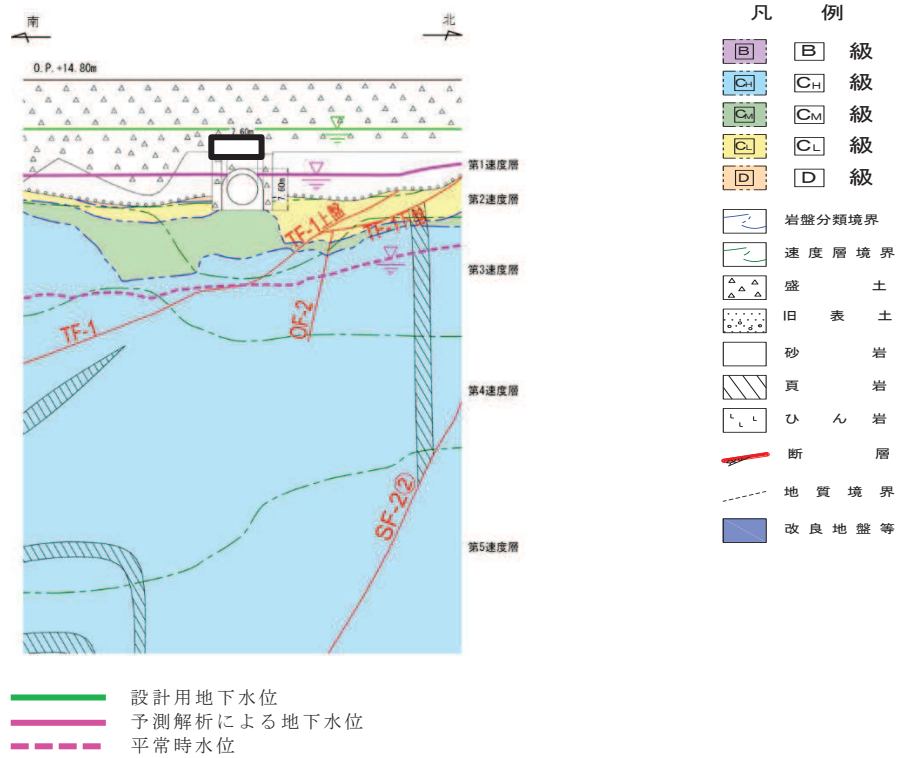 南
北
O.P.+14.80m
7.60m
7.60m
第1速度層
第2速度層
第3速度層
第4速度層
第5速度層
TF-1上盤
TF-1下盤
TF-1
OF-2
SF-2②
凡 例
B B 級
CH CH 級
CM CM 級
CL CL 級
D D 級
岩盤分類境界
速度層境界
盛土
旧表土
砂岩
頁岩
ひん岩
断層
地質境界
改良地盤等
設計用地下水位
予測解析による地下水位
平常時水位